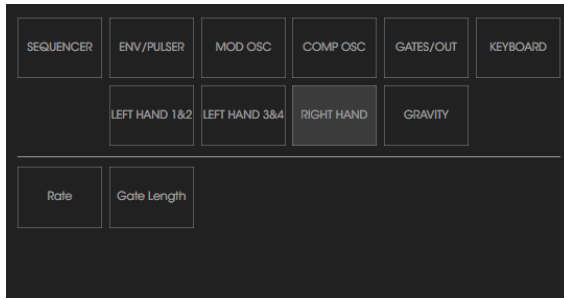 SEQUENCER
ENV/PULSER
MOD OSC
COMP OSC
GATES/OUT
KEYBOARD
LEFT HAND 1&2
LEFT HAND 3&4
RIGHT HAND
GRAVITY
Rate
Gate Length